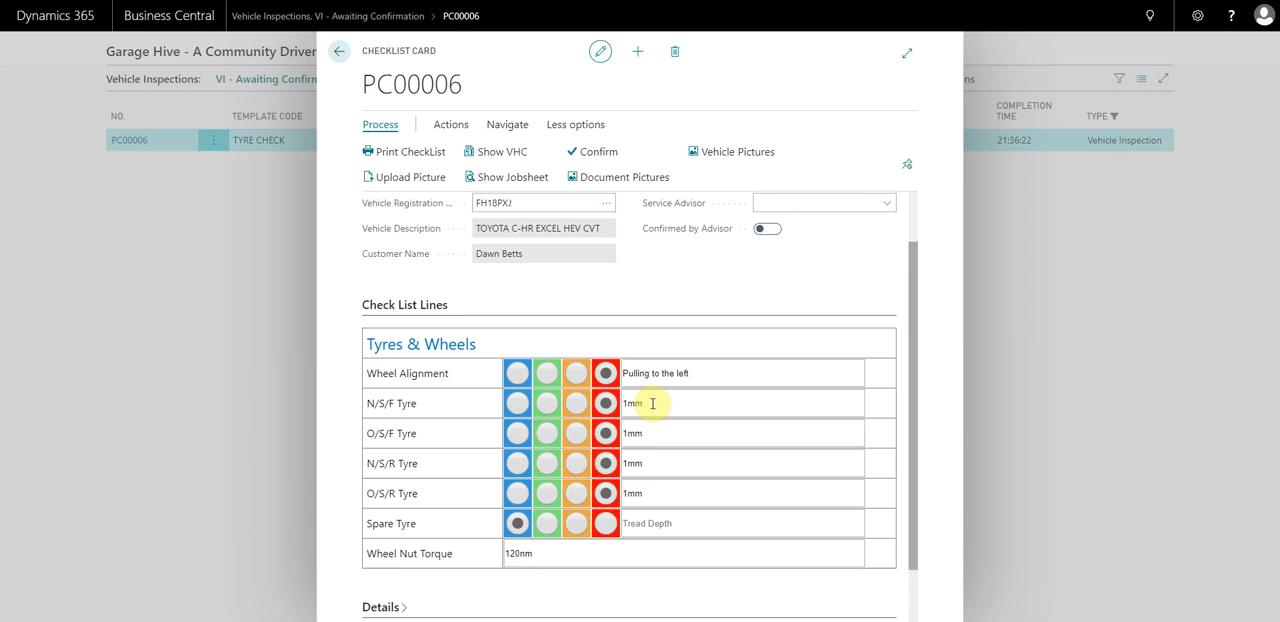 Dynamics 365 Business Central Vehicle Inspections, VI - Awaiting Confirmation > PC00006 ?
Garage Hive - A Community Driver
Vehicle Inspections: VI - Awaiting Confirm ns
NO. TEMPLATE CODE COMPLETION TIME TYPE
PC00006 TYRE CHECK 21:36:22 Vehicle Inspection
CHECKLIST CARD
PC00006
Process Actions Navigate Less options
Print CheckList Show VHC Confirm Vehicle Pictures
Upload Picture Show Jobsheet Document Pictures
Vehicle Registration ... FH18PXJ ... Service Advisor
Vehicle Description TOYOTA C-HR EXCEL HEV CVT Confirmed by Advisor
Customer Name Dawn Betts
Check List Lines
Tyres & Wheels
Wheel Alignment Pulling to the left
N/S/F Tyre 1mm
O/S/F Tyre 1mm
N/S/R Tyre 1mm
O/S/R Tyre 1mm
Spare Tyre Tread Depth
Wheel Nut Torque 120nm
Details >